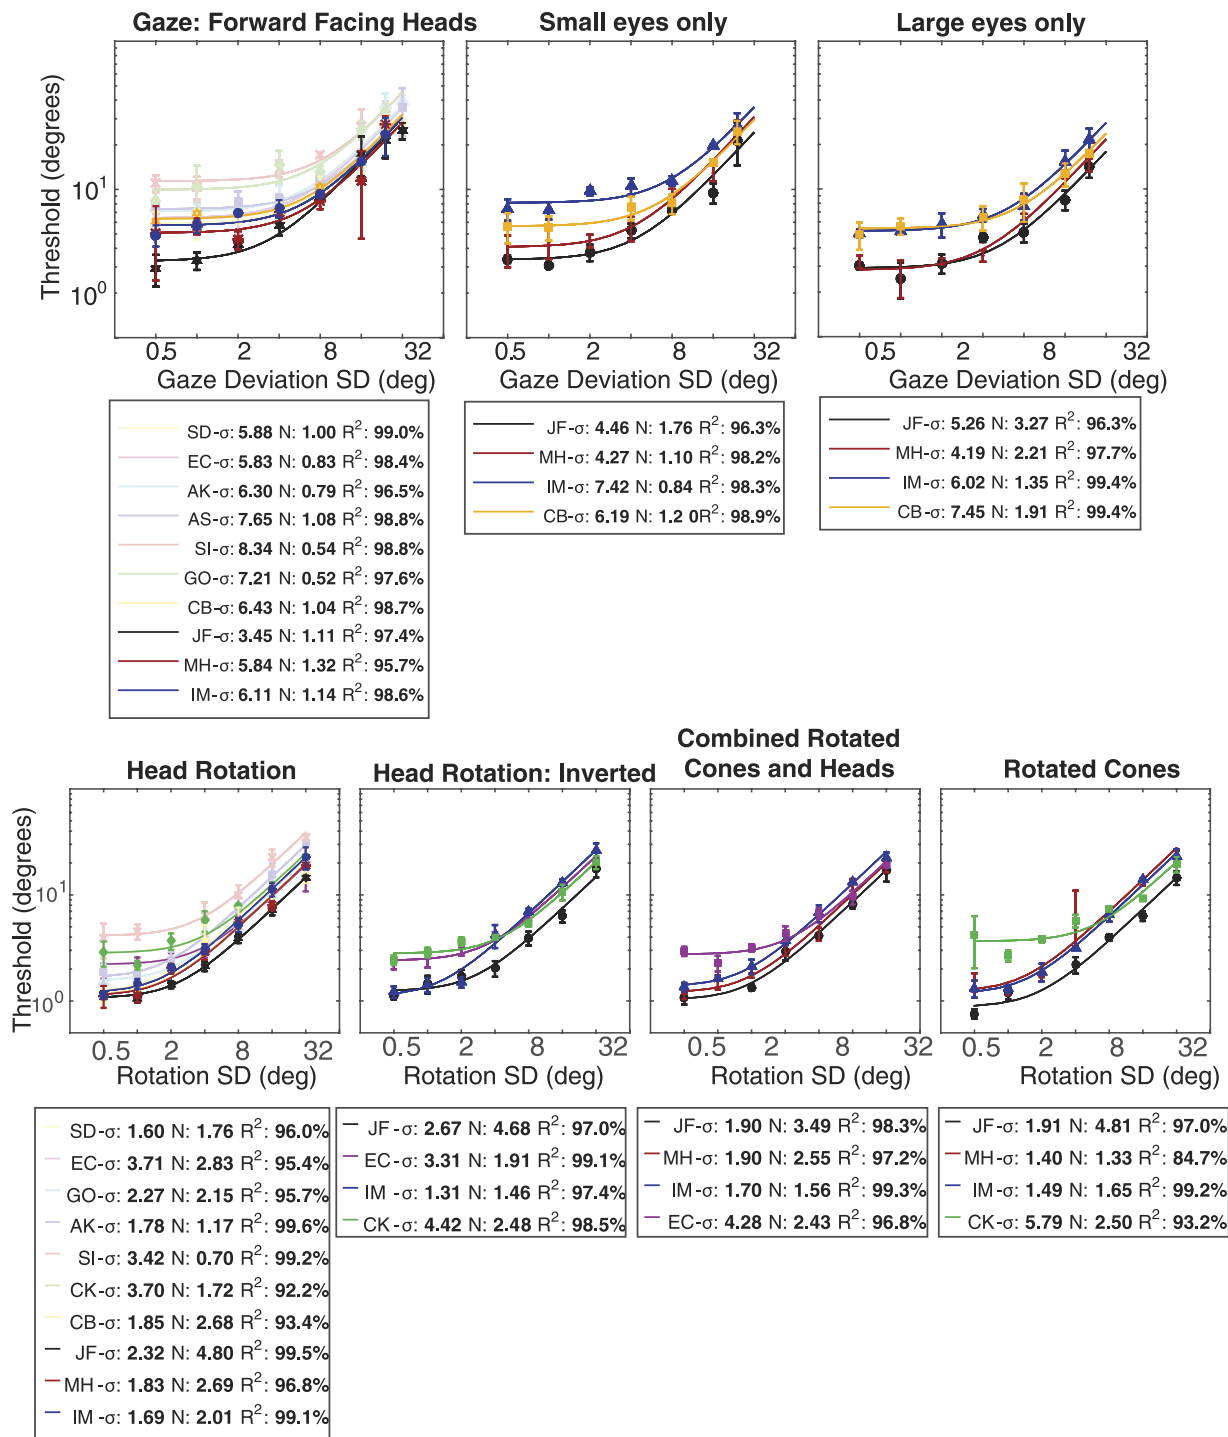 Gaze: Forward Facing Heads
Small eyes only
Large eyes only
Threshold (degrees)
10¹
10⁰
0.5 2 8 32
Gaze Deviation SD (deg)
0.5 2 8 32
Gaze Deviation SD (deg)
0.5 2 8 32
Gaze Deviation SD (deg)
SD-σ: 5.88 N: 1.00 R²: 99.0%
EC-σ: 5.83 N: 0.83 R²: 98.4%
AK-σ: 6.30 N: 0.79 R²: 96.5%
AS-σ: 7.65 N: 1.08 R²: 98.8%
SI-σ: 8.34 N: 0.54 R²: 98.8%
GO-σ: 7.21 N: 0.52 R²: 97.6%
CB-σ: 6.43 N: 1.04 R²: 98.7%
JF-σ: 3.45 N: 1.11 R²: 97.4%
MH-σ: 5.84 N: 1.32 R²: 95.7%
IM-σ: 6.11 N: 1.14 R²: 98.6%
JF-σ: 4.46 N: 1.76 R²: 96.3%
MH-σ: 4.27 N: 1.10 R²: 98.2%
IM-σ: 7.42 N: 0.84 R²: 98.3%
CB-σ: 6.19 N: 1.2 0R²: 98.9%
JF-σ: 5.26 N: 3.27 R²: 96.3%
MH-σ: 4.19 N: 2.21 R²: 97.7%
IM-σ: 6.02 N: 1.35 R²: 99.4%
CB-σ: 7.45 N: 1.91 R²: 99.4%
Head Rotation
Head Rotation: Inverted
Combined Rotated
Cones and Heads
Rotated Cones
Threshold (degrees)
10¹
10⁰
0.5 2 8 32
Rotation SD (deg)
0.5 2 8 32
Rotation SD (deg)
0.5 2 8 32
Rotation SD (deg)
0.5 2 8 32
Rotation SD (deg)
SD-σ: 1.60 N: 1.76 R²: 96.0%
EC-σ: 3.71 N: 2.83 R²: 95.4%
GO-σ: 2.27 N: 2.15 R²: 95.7%
AK-σ: 1.78 N: 1.17 R²: 99.6%
SI-σ: 3.42 N: 0.70 R²: 99.2%
CK-σ: 3.70 N: 1.72 R²: 92.2%
CB-σ: 1.85 N: 2.68 R²: 93.4%
JF-σ: 2.32 N: 4.80 R²: 99.5%
MH-σ: 1.83 N: 2.69 R²: 96.8%
IM -σ: 1.69 N: 2.01 R²: 99.1%
JF-σ: 2.67 N: 4.68 R²: 97.0%
EC-σ: 3.31 N: 1.91 R²: 99.1%
IM -σ: 1.31 N: 1.46 R²: 97.4%
CK-σ: 4.42 N: 2.48 R²: 98.5%
JF-σ: 1.90 N: 3.49 R²: 98.3%
MH-σ: 1.90 N: 2.55 R²: 97.2%
IM-σ: 1.70 N: 1.56 R²: 99.3%
EC-σ: 4.28 N: 2.43 R²: 96.8%
JF-σ: 1.91 N: 4.81 R²: 97.0%
MH-σ: 1.40 N: 1.33 R²: 84.7%
IM-σ: 1.49 N: 1.65 R²: 99.2%
CK-σ: 5.79 N: 2.50 R²: 93.2%